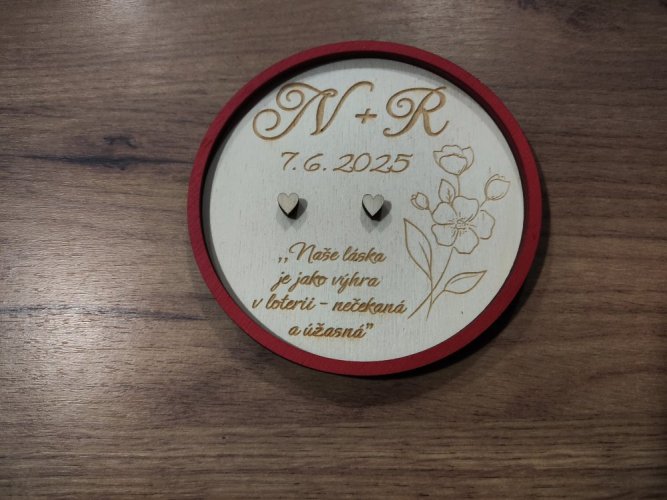 N + R
7. 6. 2025
,,Naše láska
je jako výhra
v loterii - nečekaná
a úžasná"